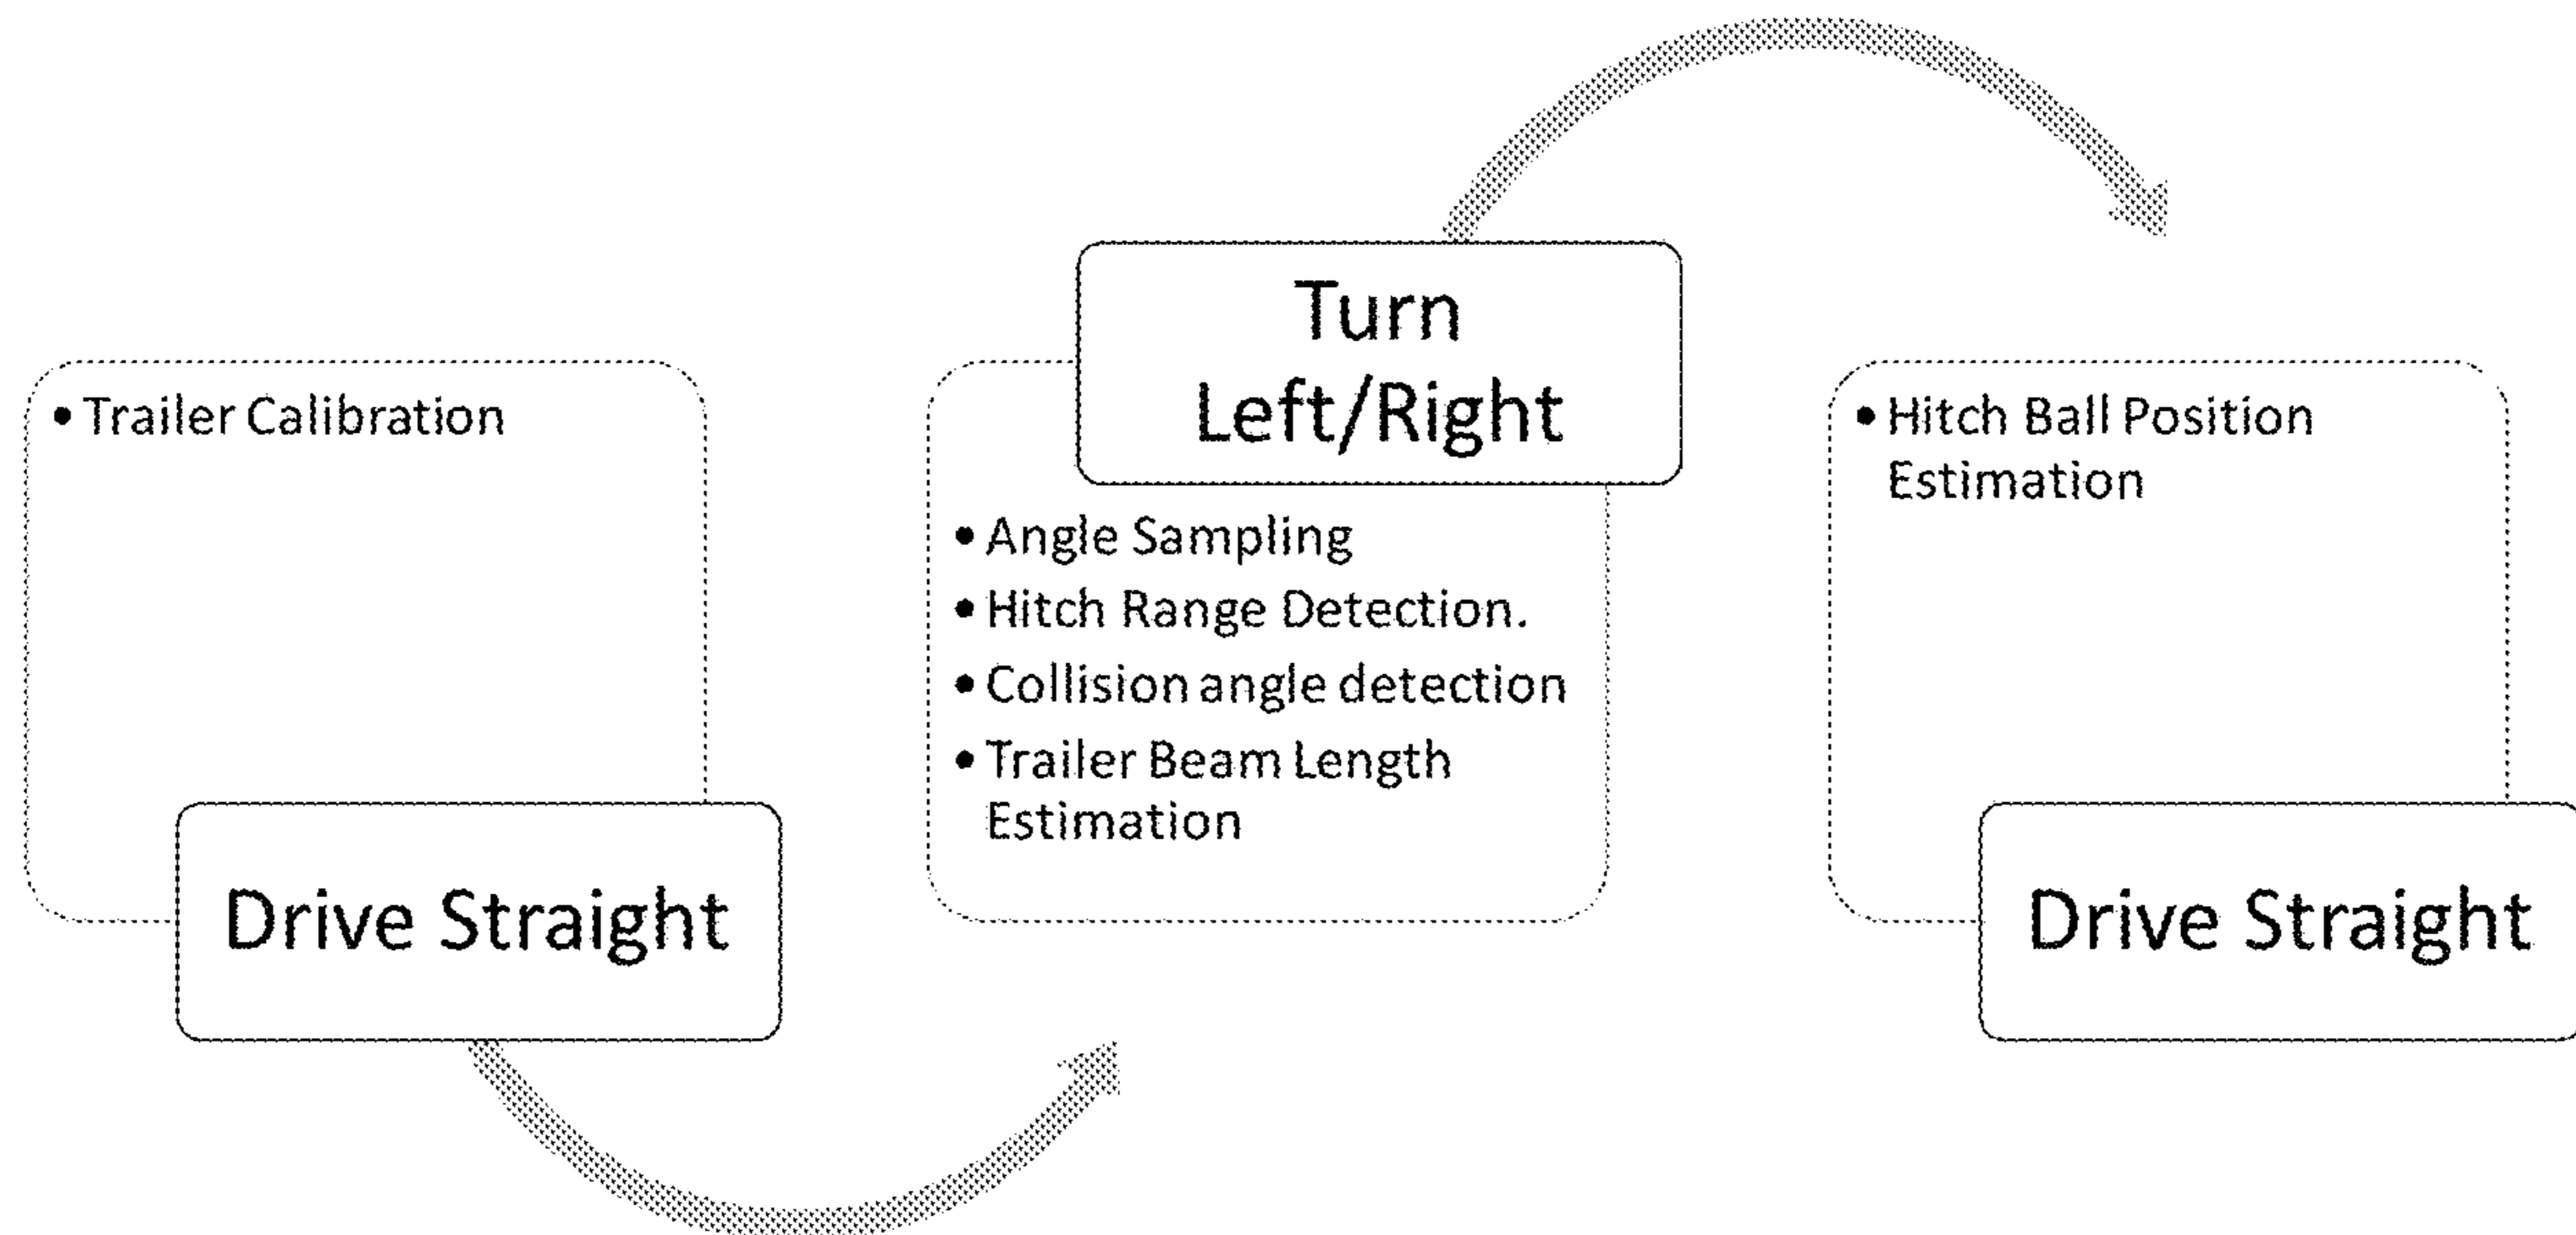 • Trailer Calibration
Drive Straight
Turn
Left/Right
• Angle Sampling
• Hitch Range Detection.
• Collision angle detection
• Trailer Beam Length
Estimation
• Hitch Ball Position
Estimation
Drive Straight